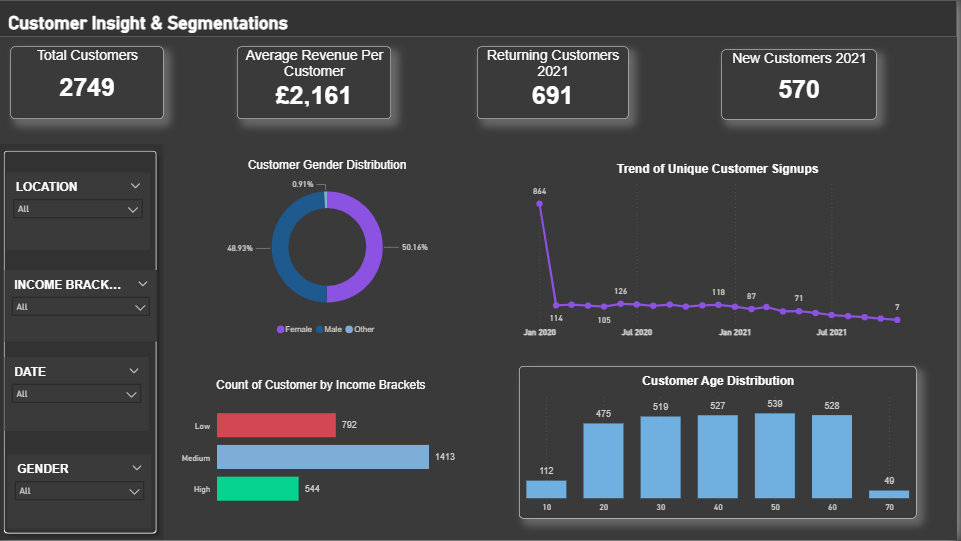 Customer Insight & Segmentations
Total Customers
2749
Average Revenue Per
Customer
£2,161
Returning Customers
2021
691
New Customers 2021
570
LOCATION
All
INCOME BRACK...
All
DATE
All
GENDER
All
Customer Gender Distribution
0.91%
48.93%
50.16%
Female Male Other
Trend of Unique Customer Signups
864
114
105
126
118
87
71
7
Jan 2020 Jul 2020 Jan 2021 Jul 2021
Count of Customer by Income Brackets
Low 792
Medium 1413
High 544
Customer Age Distribution
112 475 519 527 539 528 49
10 20 30 40 50 60 70